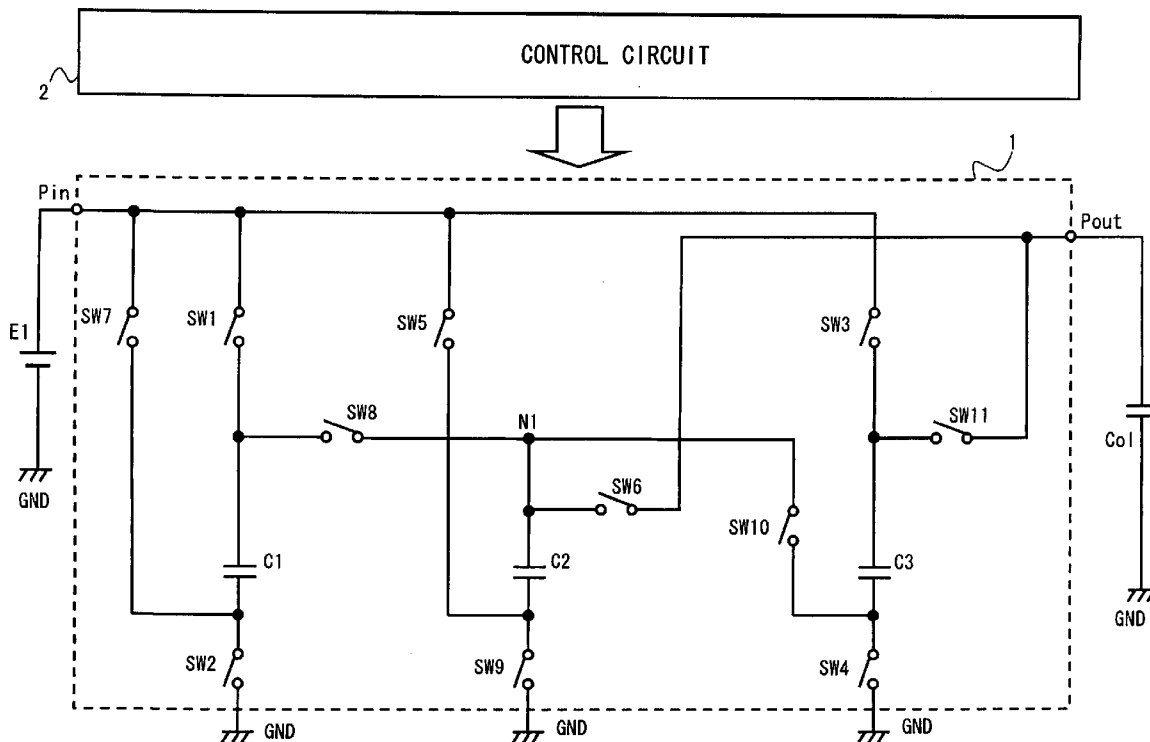 CONTROL CIRCUIT
2
1
Pin
Pout
SW7
SW1
SW5
SW3
E1
SW8
N1
SW11
Col
SW6
SW10
GND
C1
C2
C3
GND
SW2
SW9
SW4
GND
GND
GND